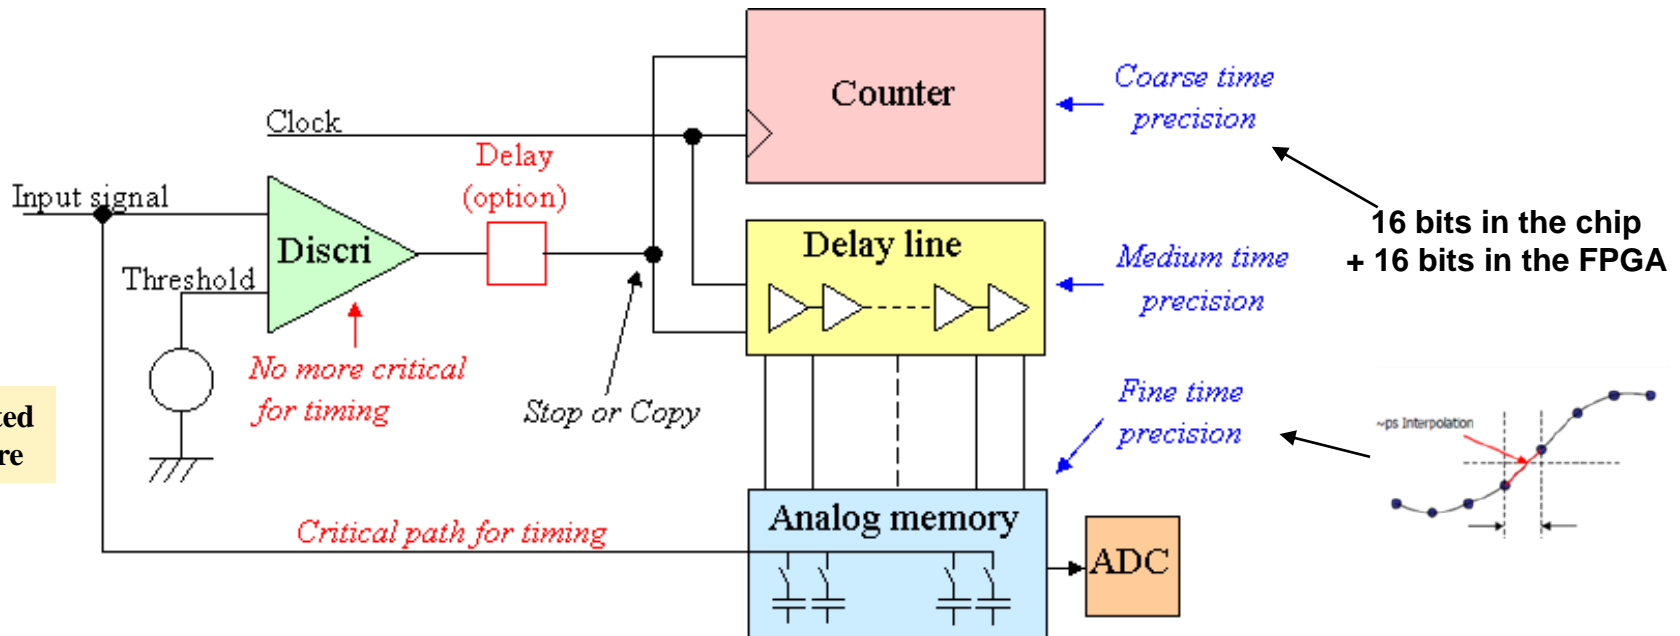 Counter
Coarse time
precision
Clock
Delay
(option)
Input signal
Discri
Threshold
Delay line
16 bits in the chip
+ 16 bits in the FPGA
Medium time
precision
No more critical
for timing
Stop or Copy
Fine time
precision
~ps Interpolation
Critical path for timing
Analog memory
ADC